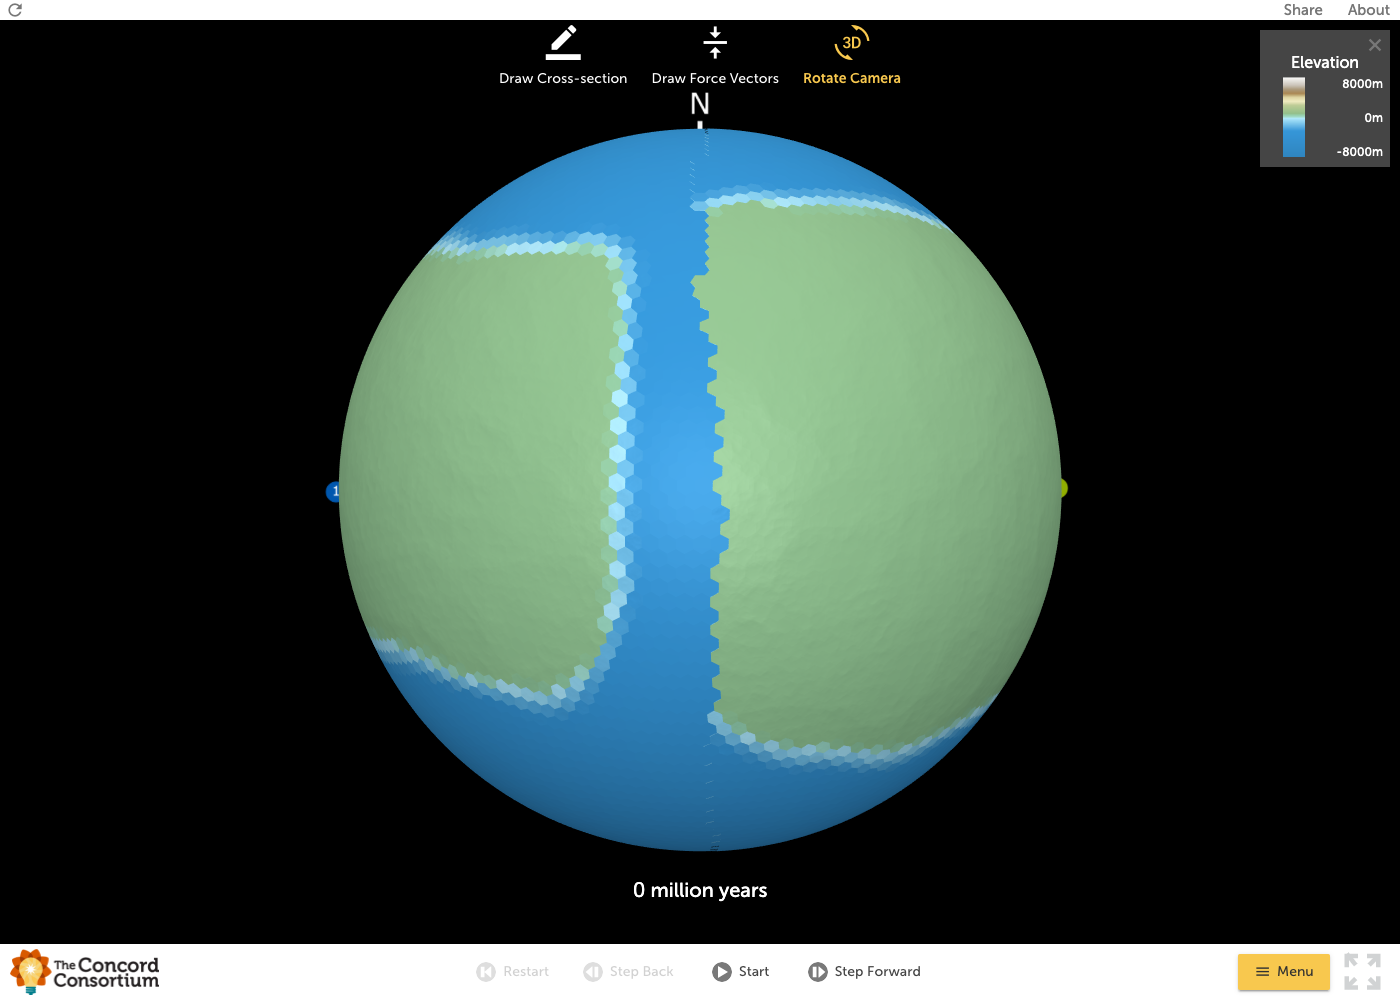 Share About
Draw Cross-section Draw Force Vectors 3D Rotate Camera
Elevation
8000m
0m
-8000m
N
1
0 million years
The Concord Consortium
Restart Step Back Start Step Forward Menu